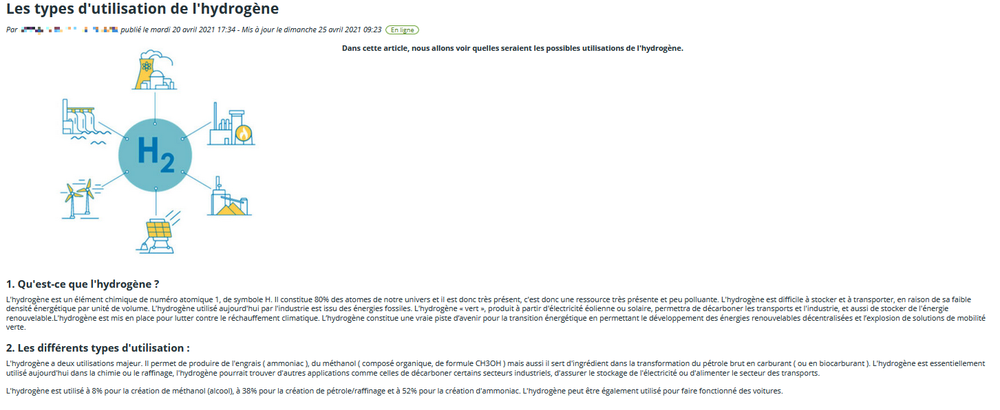 Les types d'utilisation de l'hydrogène
Par publié le mardi 20 avril 2021 17:34 - Mis à jour le dimanche 25 avril 2021 09:23 En ligne
Dans cette article, nous allons voir quelles seraient les possibles utilisations de l'hydrogène.
H2
1. Qu'est-ce que l'hydrogène ?
L'hydrogène est un élément chimique de numéro atomique 1, de symbole H. Il constitue 80% des atomes de notre univers et il est donc très présent, c'est donc une ressource très présente et peu polluante. L'hydrogène est difficile à stocker et à transporter, en raison de sa faible
densité énergétique par unité de volume. L'hydrogène utilisé aujourd'hui par l'industrie est issu des énergies fossiles. L'hydrogène « vert », produit à partir d'électricité éolienne ou solaire, permettra de décarboner les transports et l'industrie, et aussi de stocker de l'énergie
renouvelable.L'hydrogène est mis en place pour lutter contre le réchauffement climatique. L'hydrogène constitue une vraie piste d'avenir pour la transition énergétique en permettant le développement des énergies renouvelables décentralisées et l'explosion de solutions de mobilité
verte.
2. Les différents types d'utilisation :
L'hydrogène a deux utilisations majeur. Il permet de produire de l'engrais ( ammoniac ), du méthanol ( composé organique, de formule CH3OH ) mais aussi il sert d'ingrédient dans la transformation du pétrole brut en carburant ( ou en biocarburant ). L'hydrogène est essentiellement
utilisé aujourd'hui dans la chimie ou le raffinage, l'hydrogène pourrait trouver d'autres applications comme celles de décarboner certains secteurs industriels, d'assurer le stockage de l'électricité ou d'alimenter le secteur des transports.
L'hydrogène est utilisé à 8% pour la création de méthanol (alcool), à 38% pour la création de pétrole/raffinage et à 52% pour la création d'ammoniac. L'hydrogène peut être également utilisé pour faire fonctionné des voitures.